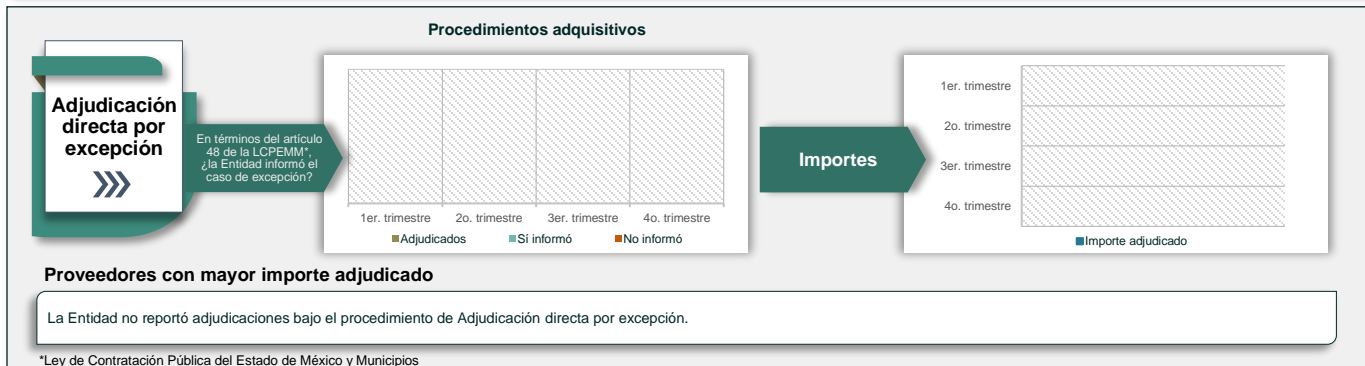 Procedimientos adquisitivos
Adjudicación
directa por
excepción
En términos del artículo
48 de la LCPEMM*,
¿la Entidad informó el
caso de excepción?
1er. trimestre 2o. trimestre 3er. trimestre 4o. trimestre
Adjudicados Sí informó No informó
Importes
1er. trimestre
2o. trimestre
3er. trimestre
4o. trimestre
Importe adjudicado
Proveedores con mayor importe adjudicado
La Entidad no reportó adjudicaciones bajo el procedimiento de Adjudicación directa por excepción.
*Ley de Contratación Pública del Estado de México y Municipios